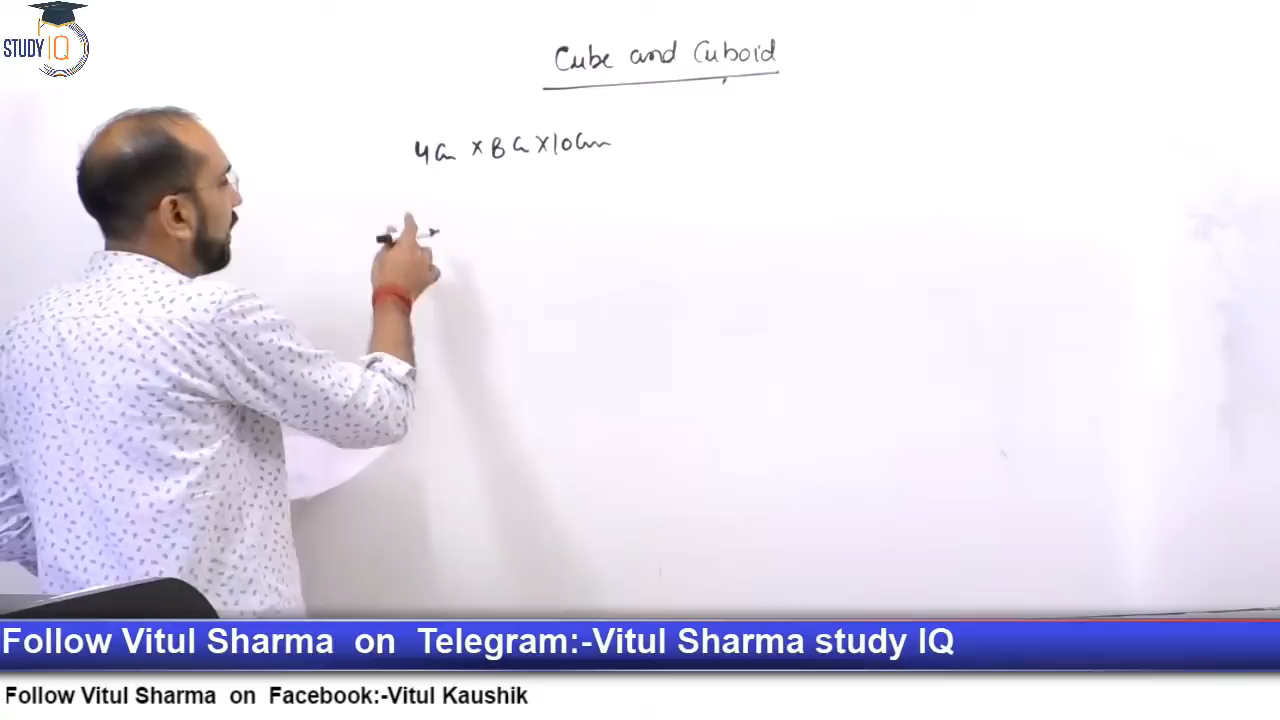 STUDY IQ
Cube and Cuboid
4cm × 8cm × 10cm
Follow Vitul Sharma on Telegram:-Vitul Sharma study IQ
Follow Vitul Sharma on Facebook:-Vitul Kaushik